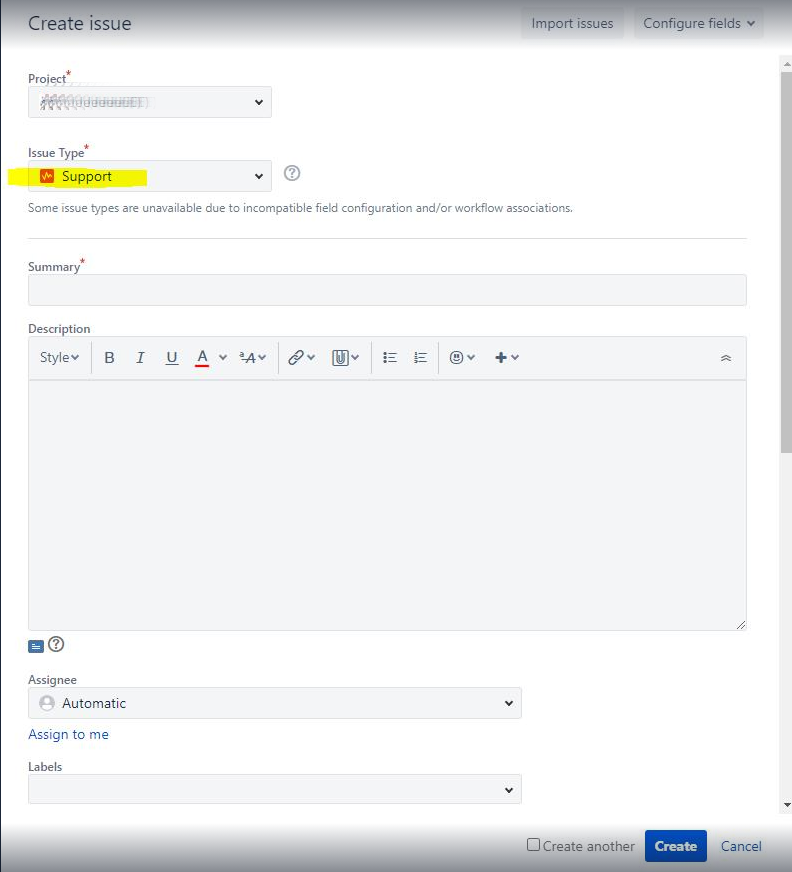 Create issue
Import issues
Configure fields
Project*
Issue Type*
Support
Some issue types are unavailable due to incompatible field configuration and/or workflow associations.
Summary*
Description
Style
B I U A ªA
Assignee
Automatic
Assign to me
Labels
Create another
Create
Cancel